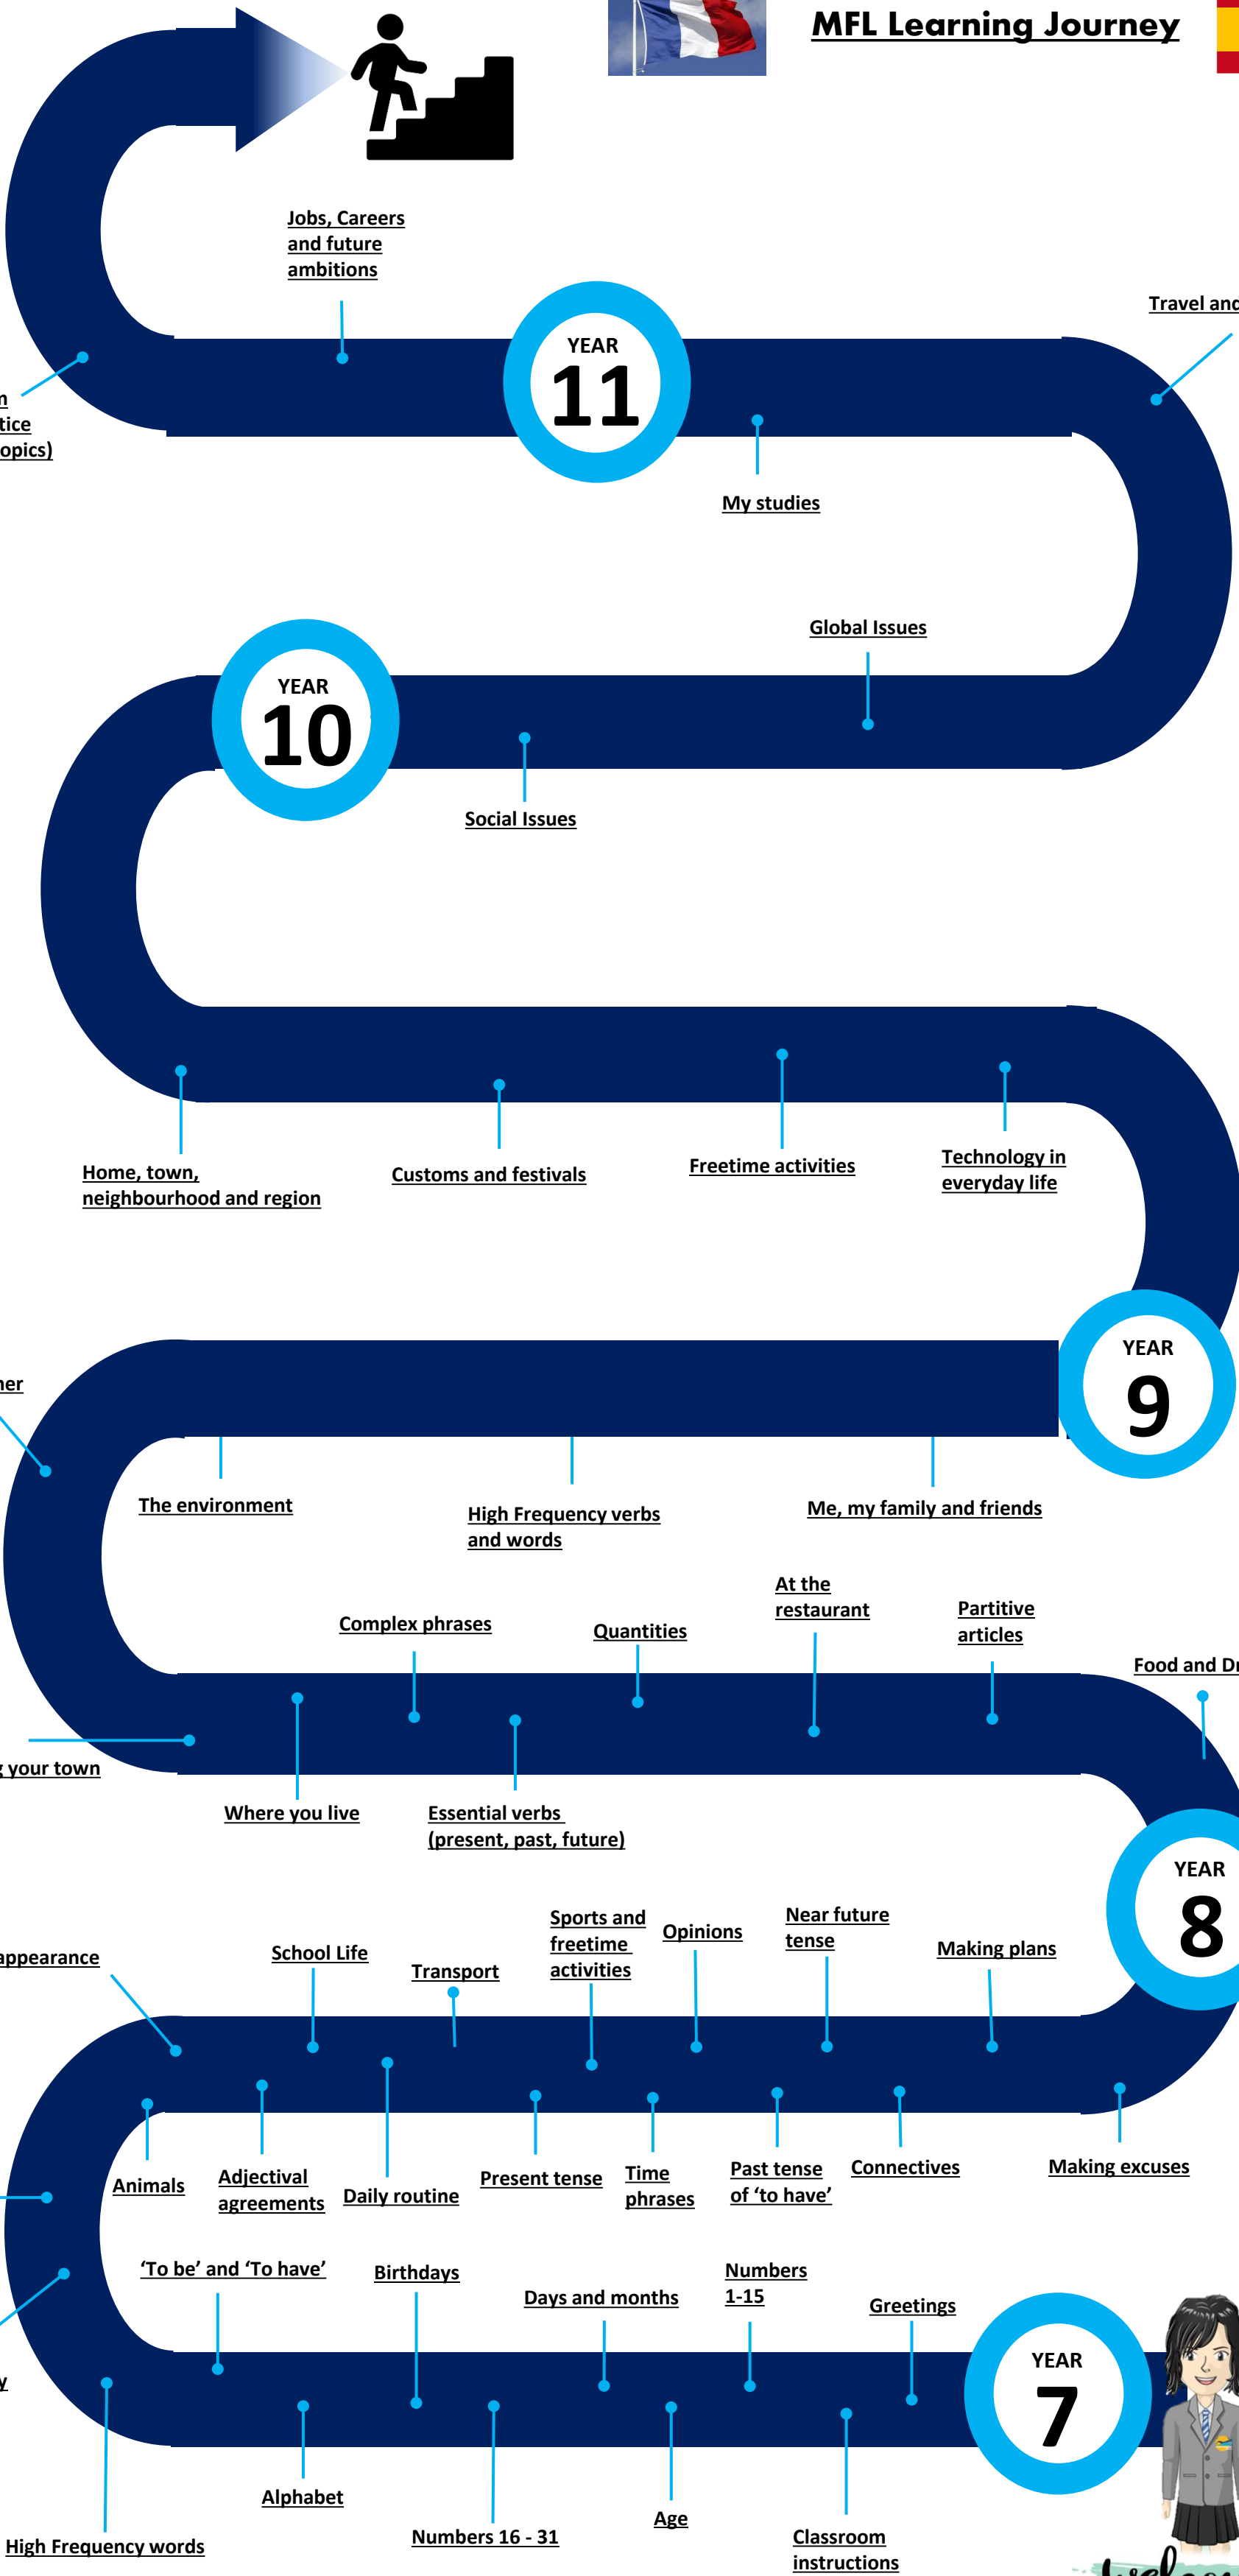 MFL Learning Journey
Jobs, Careers
and future
ambitions
YEAR
11
Travel and
opics)
My studies
Global Issues
YEAR
10
Social Issues
Home, town,
neighbourhood and region
Customs and festivals
Freetime activities
Technology in
everyday life
YEAR
9
The environment
High Frequency verbs
and words
Me, my family and friends
Complex phrases
Quantities
At the
restaurant
Partitive
articles
Food and
your town
Where you live
Essential verbs
(present, past, future)
YEAR
8
appearance
School Life
Transport
Sports and
freetime
activities
Opinions
Near future
tense
Making plans
Animals
Adjectival
agreements
Daily routine
Present tense
Time
phrases
Past tense
of ‘to have’
Connectives
Making excuses
‘To be’ and ‘To have’
Birthdays
Days and months
Numbers
1-15
Greetings
YEAR
7
High Frequency words
Alphabet
Numbers 16 - 31
Age
Classroom
instructions